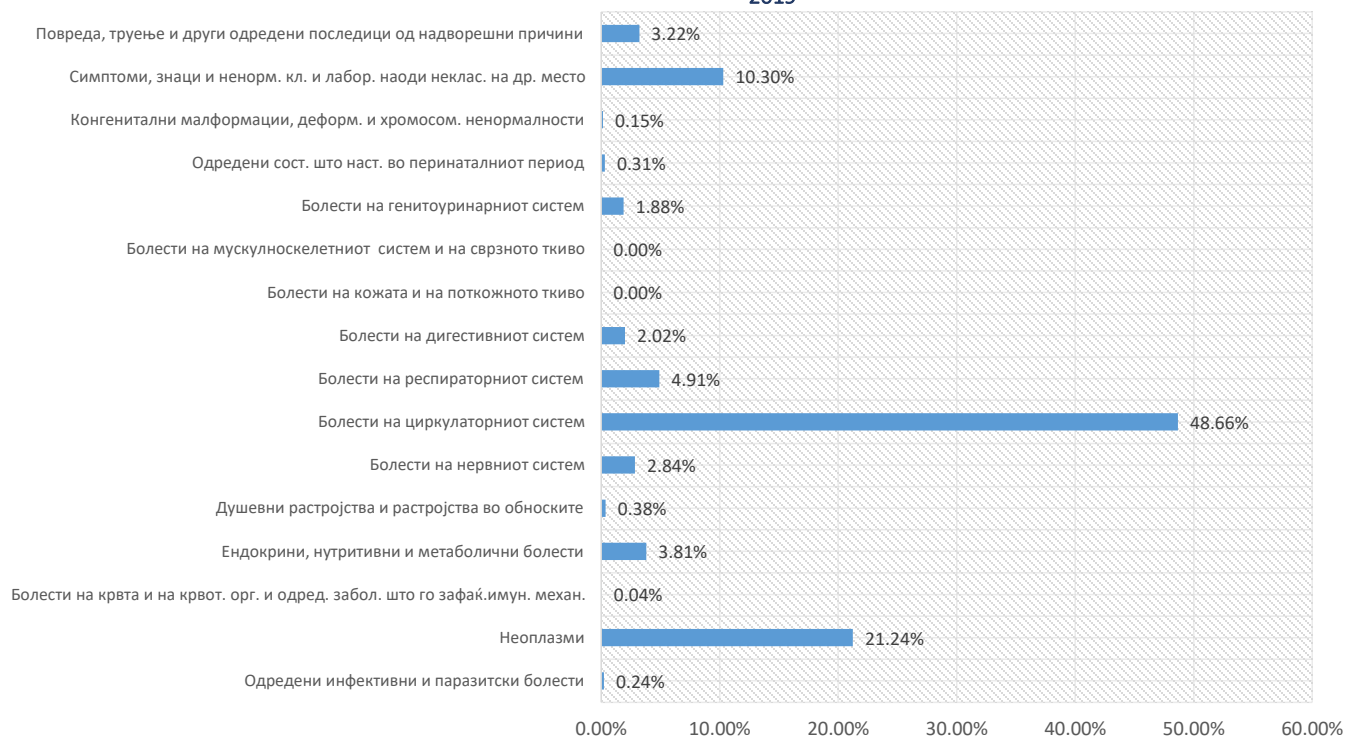 2019
Повреда, труење и други одредени последици од надворешни причини 3.22%
Симптоми, знаци и ненорм. кл. и лабор. наоди неклас. на др. место 10.30%
Конгенитални малформации, деформ. и хромосом. ненормалности 0.15%
Одредени сост. што наст. во перинаталниот период 0.31%
Болести на генитоуринарниот систем 1.88%
Болести на мускулноскелетниот систем и на сврзното ткиво 0.00%
Болести на кожата и на поткожното ткиво 0.00%
Болести на дигестивниот систем 2.02%
Болести на респираторниот систем 4.91%
Болести на циркулаторниот систем 48.66%
Болести на нервниот систем 2.84%
Душевни растројства и растројства во обноските 0.38%
Ендокрини, нутритивни и метаболични болести 3.81%
Болести на крвта и на крвот. орг. и одред. забол. што го зафаќ.имун. механ. 0.04%
Неоплазми 21.24%
Одредени инфективни и паразитски болести 0.24%
0.00% 10.00% 20.00% 30.00% 40.00% 50.00% 60.00%